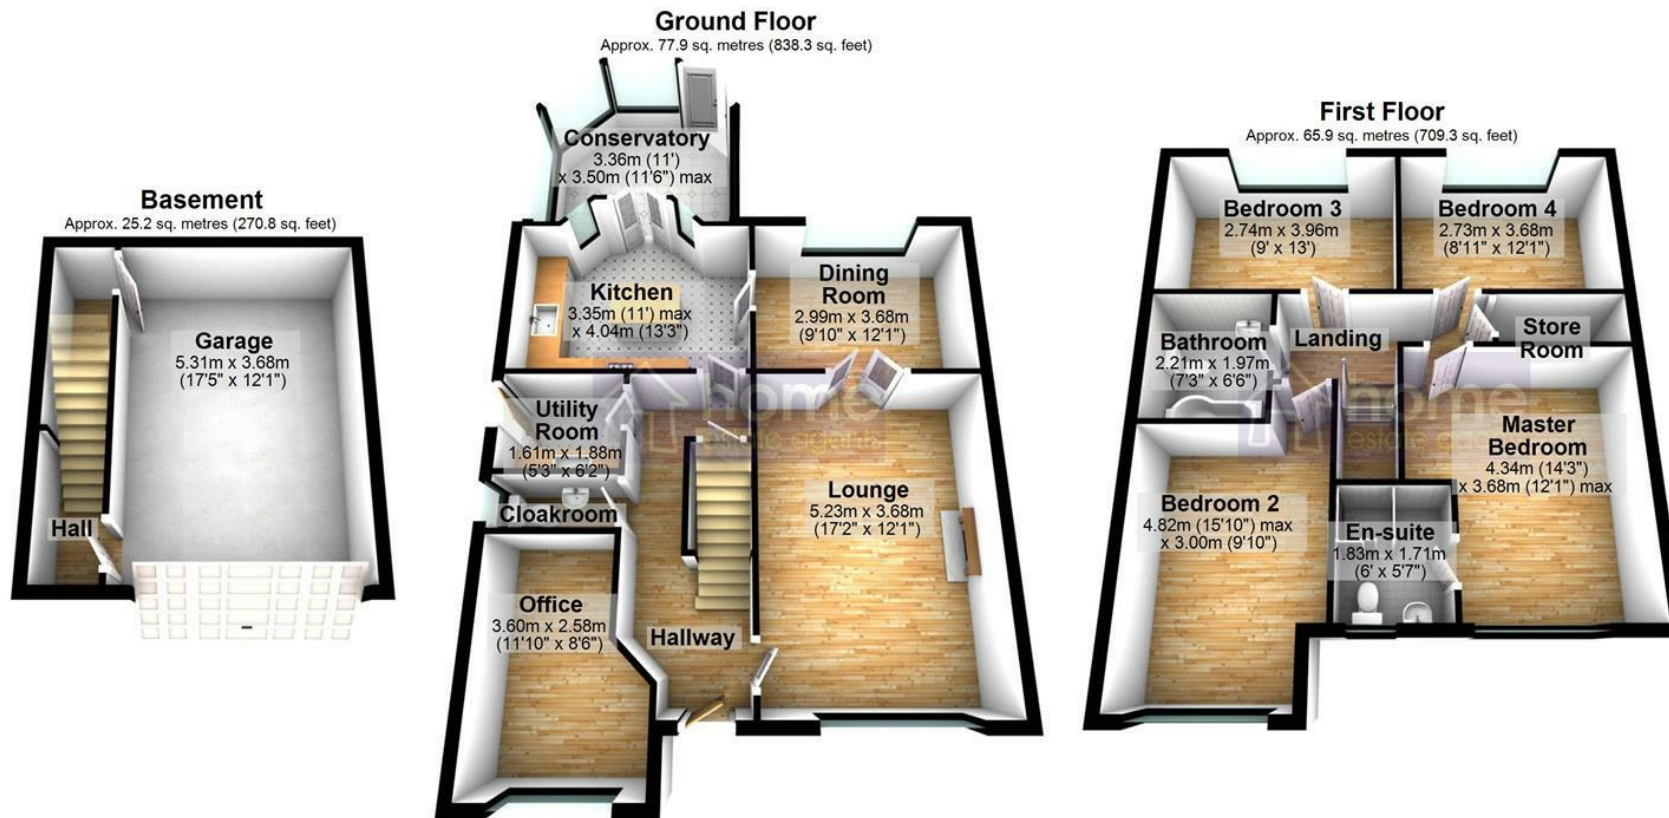 Ground Floor
Approx. 77.9 sq. metres (838.3 sq. feet)
Conservatory
3.36m (11')
x 3.50m (11'6") max
Kitchen
3.35m (11') max
x 4.04m (13'3")
Dining
Room
2.99m x 3.68m
(9'10" x 12'1")
Utility
Room
1.61m x 1.88m
(5'3" x 6'2")
Cloakroom
Lounge
5.23m x 3.68m
(17'2" x 12'1")
Office
3.60m x 2.58m
(11'10" x 8'6")
Hallway
home
estate agents
Basement
Approx. 25.2 sq. metres (270.8 sq. feet)
Garage
5.31m x 3.68m
(17'5" x 12'1")
Hall
First Floor
Approx. 65.9 sq. metres (709.3 sq. feet)
Bedroom 3
2.74m x 3.96m
(9' x 13')
Bedroom 4
2.73m x 3.68m
(8'11" x 12'1")
Bathroom
2.21m x 1.97m
(7'3" x 6'6")
Landing
Store
Room
Master
Bedroom
4.34m (14'3")
x 3.68m (12'1") max
Bedroom 2
4.82m (15'10") max
x 3.00m (9'10")
En-suite
1.83m x 1.71m
(6' x 5'7")
home
estate age